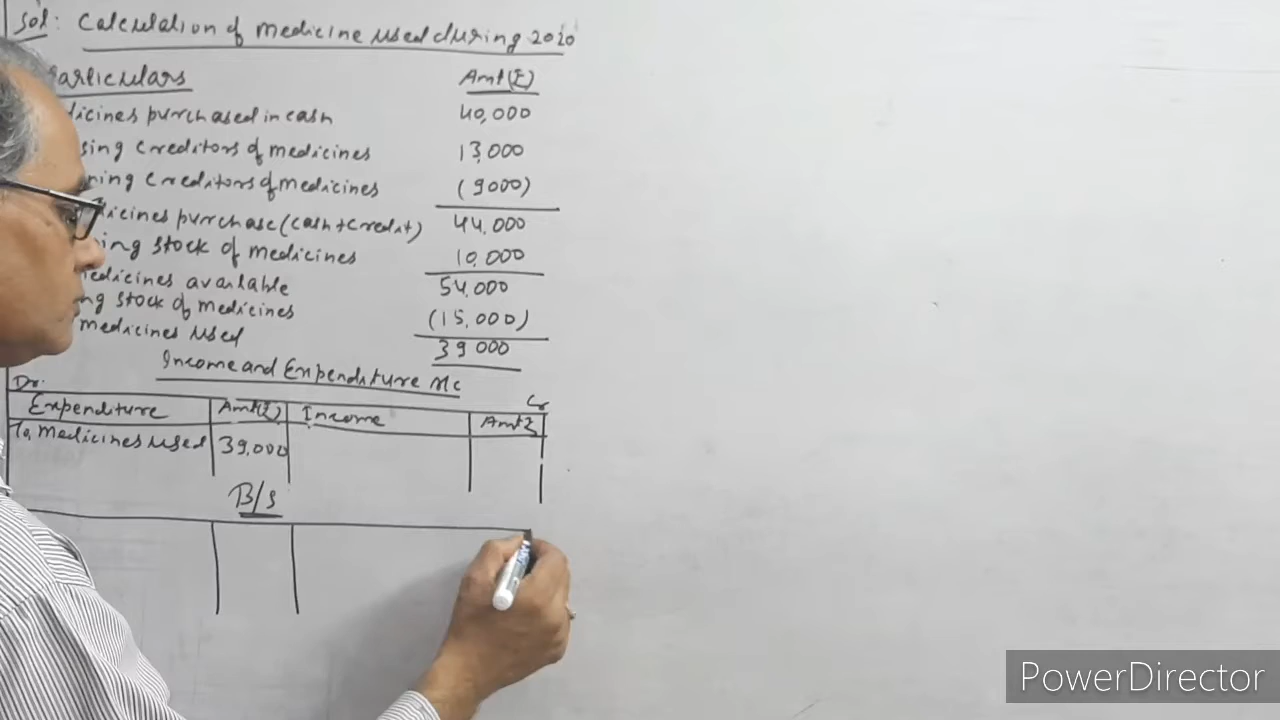 Sol: Calculation of medicine used during 2020
articulars Amt(₹)
dicines purchased in cash 40,000
sing creditors of medicines 13,000
ning creditors of medicines (9000)
dicines purchase (cash+credit) 44,000
ing stock of medicines 10,000
edicines available 54,000
ng stock of medicines (15,000)
medicines used 39000
Income and Expenditure A/c
Dr. Cr
Expenditure Amt(₹) Income Amt₹
To, Medicines used 39,000
B/S
PowerDirector